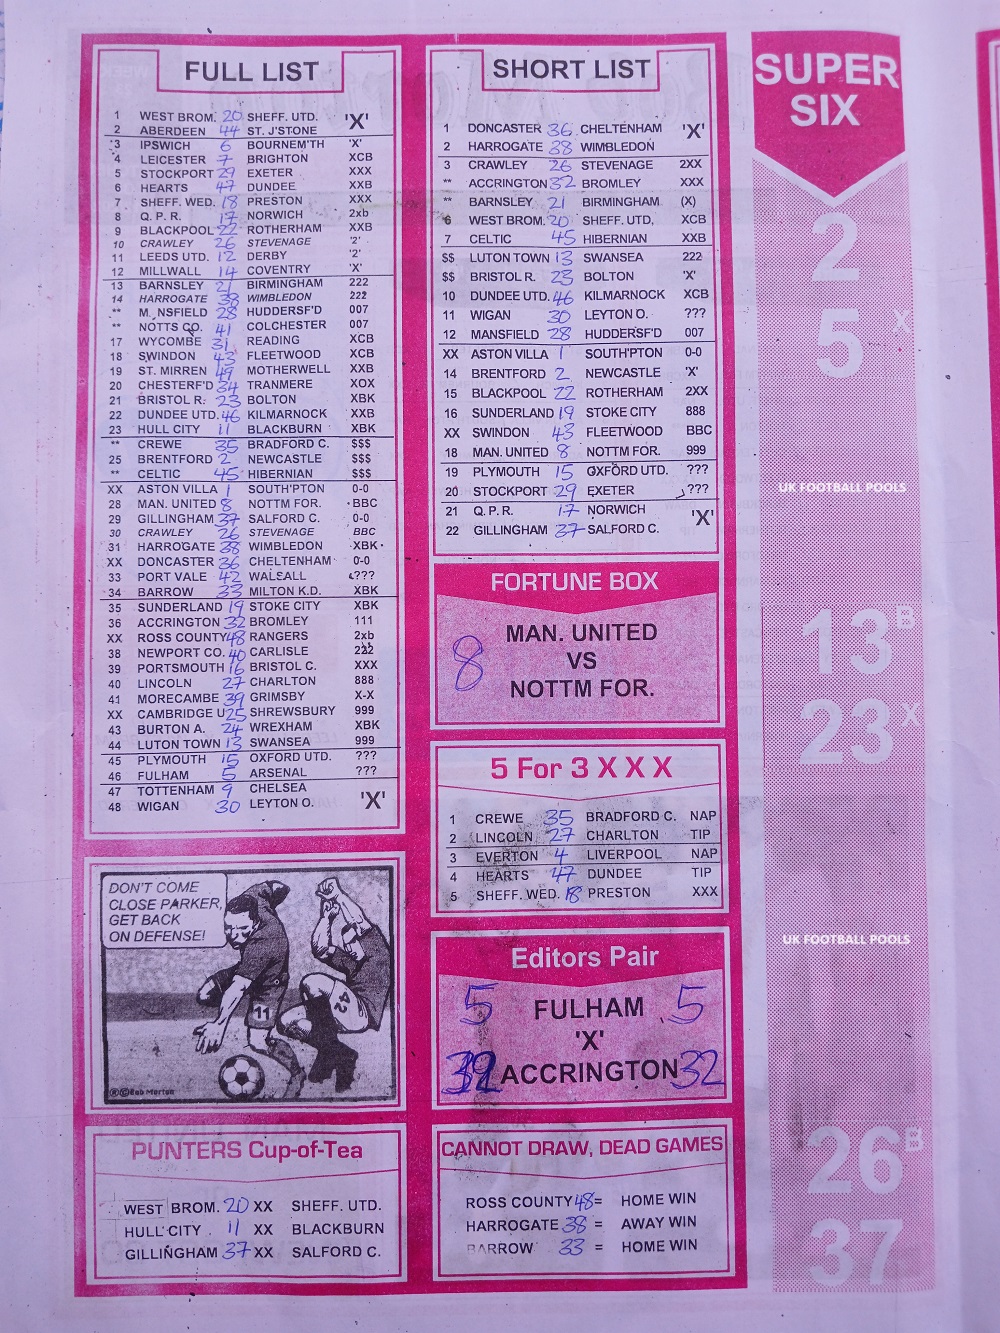 FULL LIST
1 WEST BROM. 20 SHEFF. UTD. 'X'
2 ABERDEEN 44 ST. J'STONE
3 IPSWICH 6 BOURNEM'TH 'X'
4 LEICESTER 7 BRIGHTON XCB
5 STOCKPORT 29 EXETER XXX
6 HEARTS 47 DUNDEE XXB
7 SHEFF. WED. 18 PRESTON XXX
8 Q. P. R. 17 NORWICH 2xb
9 BLACKPOOL 22 ROTHERHAM XXB
10 CRAWLEY 26 STEVENAGE '2'
11 LEEDS UTD. 12 DERBY '2'
12 MILLWALL 14 COVENTRY 'X'
13 BARNSLEY 21 BIRMINGHAM 222
14 HARROGATE 38 WIMBLEDON 222
** M. NSFIELD 28 HUDDERSF'D 007
** NOTTS CO. 41 COLCHESTER 007
17 WYCOMBE 31 READING XCB
18 SWINDON 43 FLEETWOOD XCB
19 ST. MIRREN 49 MOTHERWELL XXB
20 CHESTERF'D 34 TRANMERE XOX
21 BRISTOL R. 23 BOLTON XBK
22 DUNDEE UTD. 46 KILMARNOCK XXB
23 HULL CITY 11 BLACKBURN XBK
** CREWE 35 BRADFORD C. $$$
25 BRENTFORD 2 NEWCASTLE $$$
** CELTIC 45 HIBERNIAN $$$
XX ASTON VILLA 1 SOUTH'PTON 0-0
28 MAN. UNITED 8 NOTTM FOR. BBC
29 GILLINGHAM 37 SALFORD C. 0-0
30 CRAWLEY 26 STEVENAGE BBC
31 HARROGATE 38 WIMBLEDON XBK
XX DONCASTER 36 CHELTENHAM 0-0
33 PORT VALE 42 WALSALL ???
34 BARROW 33 MILTON K.D. XBK
35 SUNDERLAND 19 STOKE CITY XBK
36 ACCRINGTON 32 BROMLEY 111
XX ROSS COUNTY 48 RANGERS 2xb
38 NEWPORT CO. 40 CARLISLE 222
39 PORTSMOUTH 16 BRISTOL C. XXX
40 LINCOLN 27 CHARLTON 888
41 MORECAMBE 39 GRIMSBY X-X
XX CAMBRIDGE U 25 SHREWSBURY 999
43 BURTON A. 24 WREXHAM XBK
44 LUTON TOWN 13 SWANSEA 999
45 PLYMOUTH 15 OXFORD UTD. ???
46 FULHAM 5 ARSENAL ???
47 TOTTENHAM 9 CHELSEA
48 WIGAN 30 LEYTON O. 'X'
DON'T COME
CLOSE PARKER,
GET BACK
ON DEFENSE!
11
42
®©Bob Morton
PUNTERS Cup-of-Tea
WEST BROM. 20 XX SHEFF. UTD.
HULL CITY 11 XX BLACKBURN
GILLINGHAM 37 XX SALFORD C.
SHORT LIST
1 DONCASTER 36 CHELTENHAM 'X'
2 HARROGATE 38 WIMBLEDON
3 CRAWLEY 26 STEVENAGE 2XX
** ACCRINGTON 32 BROMLEY XXX
** BARNSLEY 21 BIRMINGHAM (X)
6 WEST BROM. 20 SHEFF. UTD, XCB
7 CELTIC 45 HIBERNIAN XXB
$$ LUTON TOWN 13 SWANSEA 222
$$ BRISTOL R. 23 BOLTON 'X'
10 DUNDEE UTD. 46 KILMARNOCK XCB
11 WIGAN 30 LEYTON O. ???
12 MANSFIELD 28 HUDDERSF'D 007
XX ASTON VILLA 1 SOUTH'PTON 0-0
14 BRENTFORD 2 NEWCASTLE 'X'
15 BLACKPOOL 22 ROTHERHAM 2XX
16 SUNDERLAND 19 STOKE CITY 888
XX SWINDON 43 FLEETWOOD BBC
18 MAN. UNITED 8 NOTTM FOR. 999
19 PLYMOUTH 15 OXFORD UTD. ???
20 STOCKPORT 29 EXETER ???
21 Q. P. R. 17 NORWICH 'X'
22 GILLINGHAM 37 SALFORD C.
FORTUNE BOX
MAN. UNITED
8 VS
NOTTM FOR.
5 For 3 X X X
1 CREWE 35 BRADFORD C. NAP
2 LINCOLN 27 CHARLTON TIP
3 EVERTON 4 LIVERPOOL NAP
4 HEARTS 47 DUNDEE TIP
5 SHEFF. WED. 18 PRESTON XXX
Editors Pair
5 FULHAM 5
'X'
32 ACCRINGTON 32
CANNOT DRAW, DEAD GAMES
ROSS COUNTY 48 = HOME WIN
HARROGATE 38 = AWAY WIN
BARROW 33 = HOME WIN
SUPER
SIX
2
5 X
UK FOOTBALL POOLS
13 B
23 X
UK FOOTBALL POOLS
26 B
37